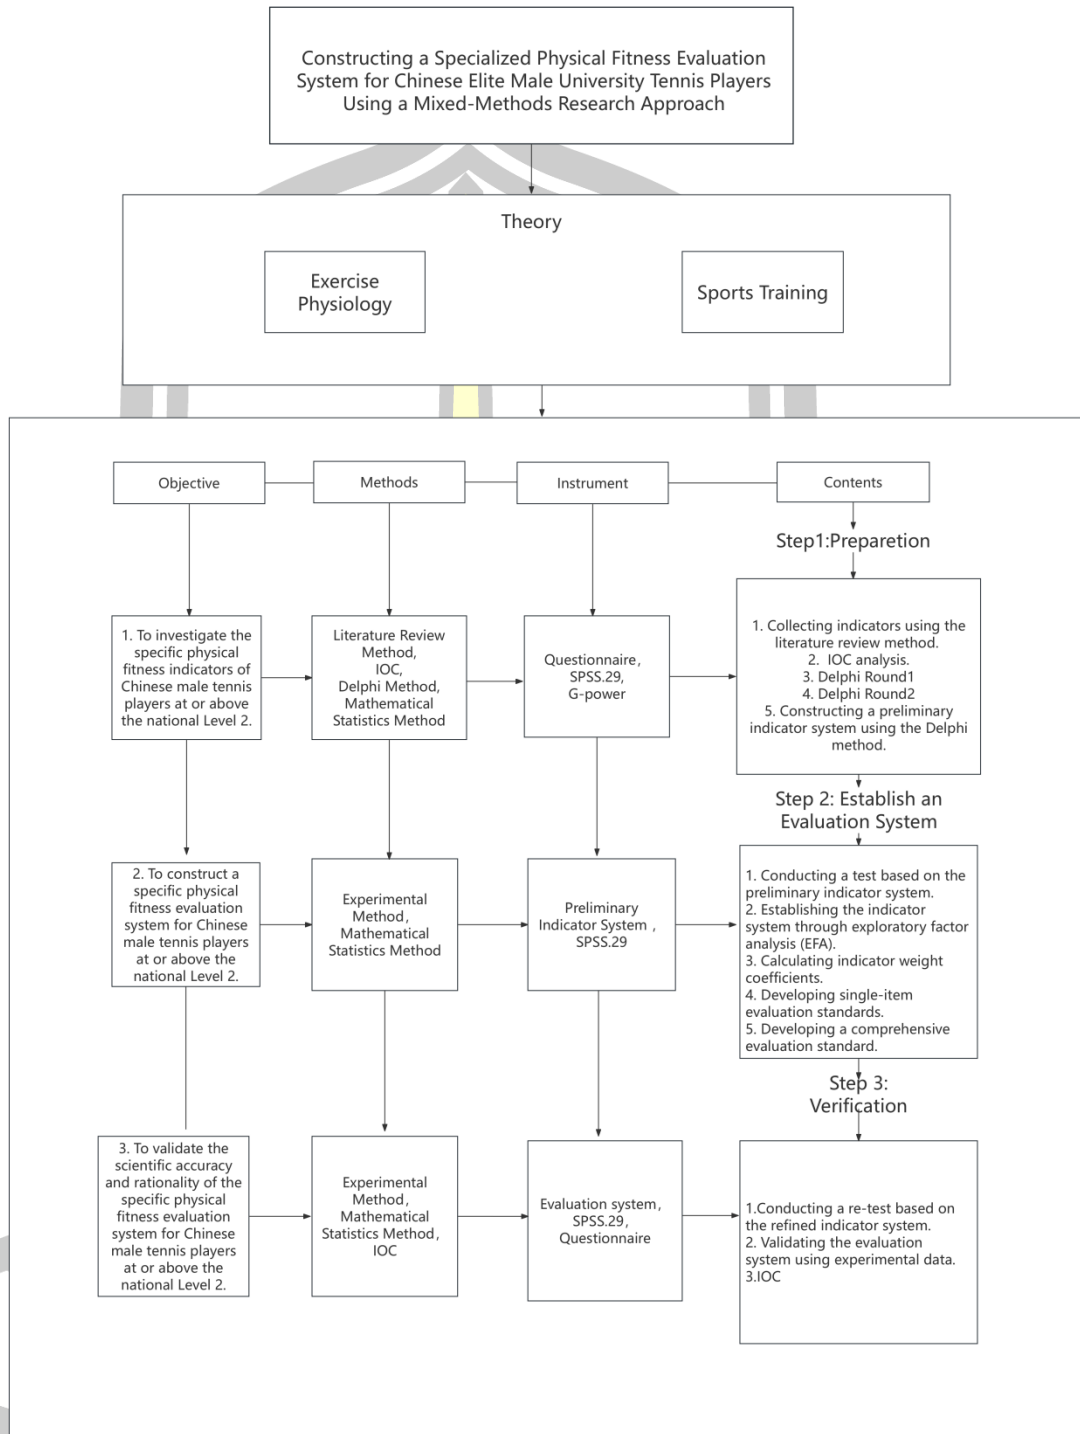 Constructing a Specialized Physical Fitness Evaluation
System for Chinese Elite Male University Tennis Players
Using a Mixed-Methods Research Approach
Theory
Exercise
Physiology
Sports Training
Objective
Methods
Instrument
Contents
Step1:Preparetion
1. To investigate the
specific physical
fitness indicators of
Chinese male tennis
players at or above
the national Level 2.
Literature Review
Method,
IOC,
Delphi Method,
Mathematical
Statistics Method
Questionnaire,
SPSS.29,
G-power
1. Collecting indicators using the
literature review method.
2. IOC analysis.
3. Delphi Round1
4. Delphi Round2
5. Constructing a preliminary
indicator system using the Delphi
method.
Step 2: Establish an
Evaluation System
2. To construct a
specific physical
fitness evaluation
system for Chinese
male tennis players
at or above the
national Level 2.
Experimental
Method,
Mathematical
Statistics Method
Preliminary
Indicator System ,
SPSS.29
1. Conducting a test based on the
preliminary indicator system.
2. Establishing the indicator
system through exploratory factor
analysis (EFA).
3. Calculating indicator weight
coefficients.
4. Developing single-item
evaluation standards.
5. Developing a comprehensive
evaluation standard.
Step 3:
Verification
3. To validate the
scientific accuracy
and rationality of the
specific physical
fitness evaluation
system for Chinese
male tennis players
at or above the
national Level 2.
Experimental
Method,
Mathematical
Statistics Method,
IOC
Evaluation system,
SPSS.29,
Questionnaire
1.Conducting a re-test based on
the refined indicator system.
2. Validating the evaluation
system using experimental data.
3.IOC